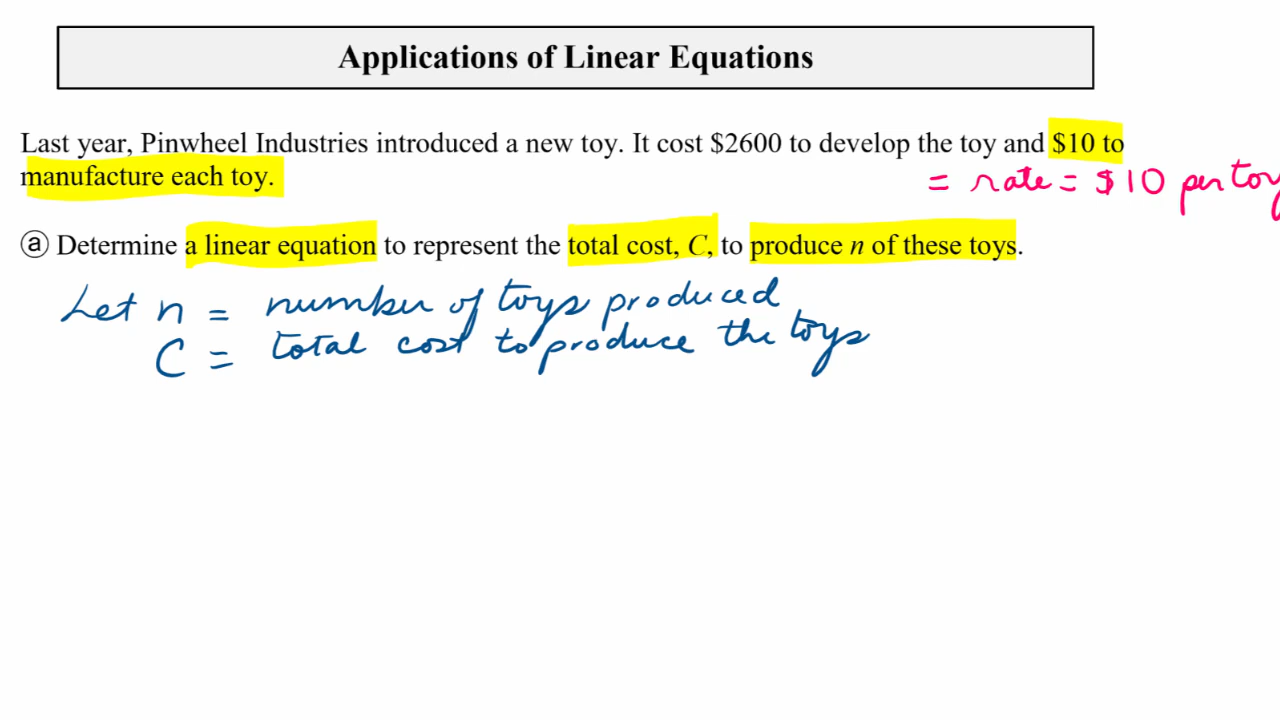 Applications of Linear Equations
Last year, Pinwheel Industries introduced a new toy. It cost $2600 to develop the toy and $10 to
manufacture each toy.
= rate = $10 per toy
ⓐ Determine a linear equation to represent the total cost, C, to produce n of these toys.
Let n = number of toys produced
C = total cost to produce the toys